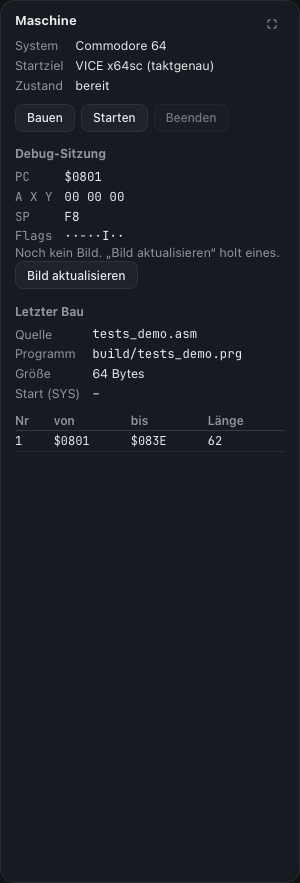 Maschine
System Commodore 64
Startziel VICE x64sc (taktgenau)
Zustand bereit
Bauen Starten Beenden
Debug-Sitzung
PC $0801
A X Y 00 00 00
SP F8
Flags ··-··I··
Noch kein Bild. „Bild aktualisieren“ holt eines.
Bild aktualisieren
Letzter Bau
Quelle tests_demo.asm
Programm build/tests_demo.prg
Größe 64 Bytes
Start (SYS) –
Nr von bis Länge
1 $0801 $083E 62